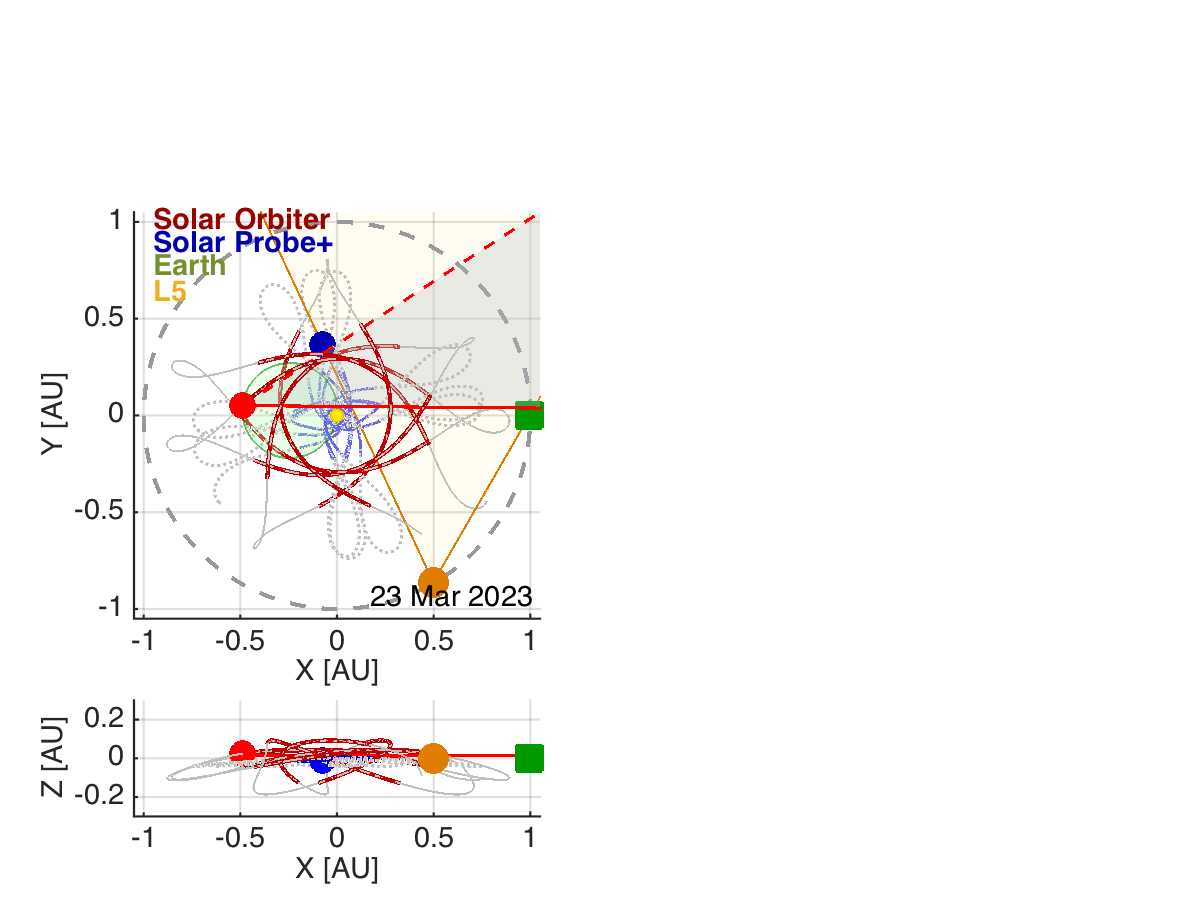 Solar Orbiter
Solar Probe+
Earth
L5
1
0.5
0
-0.5
-1
Y [AU]
23 Mar 2023
-1 -0.5 0 0.5 1
X [AU]
0.2
0
-0.2
Z [AU]
-1 -0.5 0 0.5 1
X [AU]